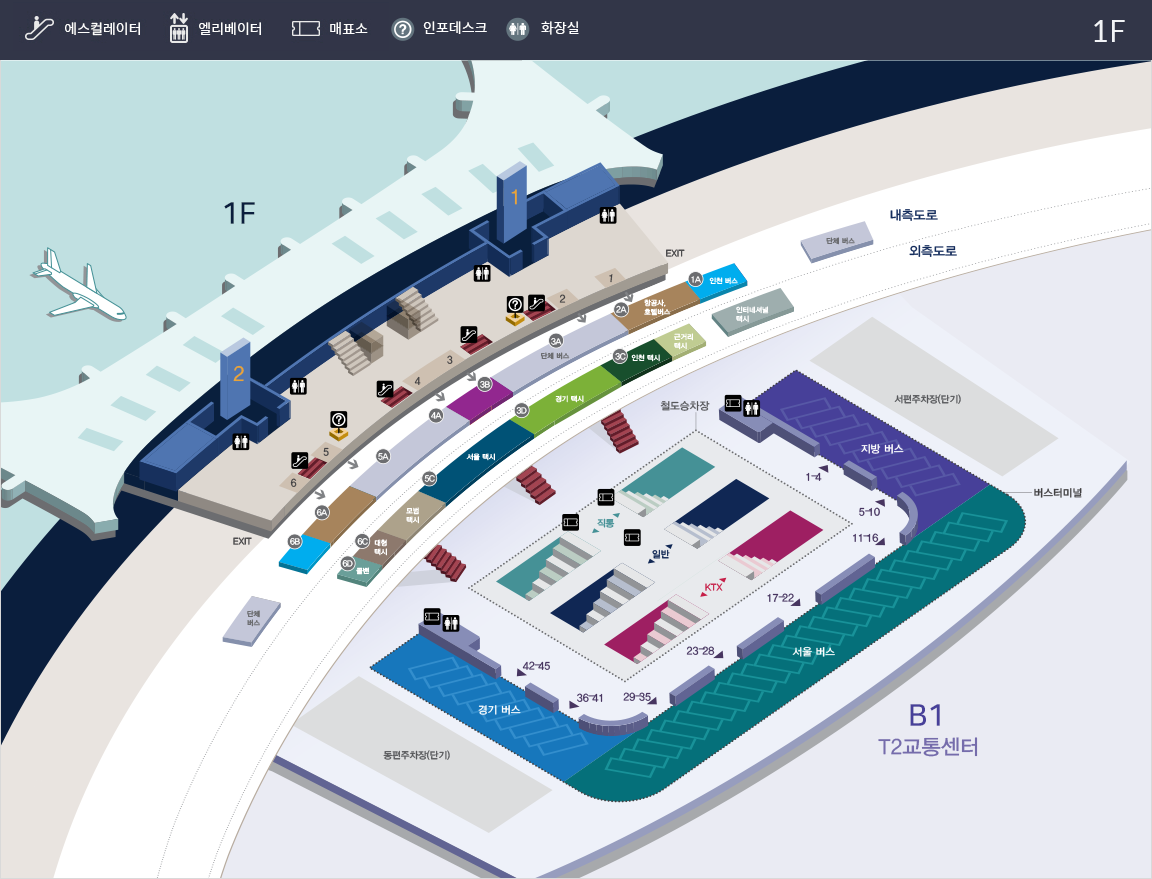 에스컬레이터
엘리베이터
매표소
인포데스크
화장실
1F
1F
1
2
EXIT
내측도로
외측도로
단체 버스
1
2
3
4
5
6
1A
인천 버스
2A
항공사,
호텔버스
인터내셔널
택시
3A
단체 버스
3C
인천 택시
근거리
택시
3B
3D
경기 택시
4A
5A
5C
서울 택시
6A
모범
택시
6B
6C
대형
택시
6D
콜밴
EXIT
단체
버스
철도승차장
서편주차장(단기)
지방 버스
1-4
버스터미널
5-10
11-16
직통
일반
KTX
17-22
23-28
서울 버스
42-45
36-41
29-35
경기 버스
동편주차장(단기)
B1
T2교통센터